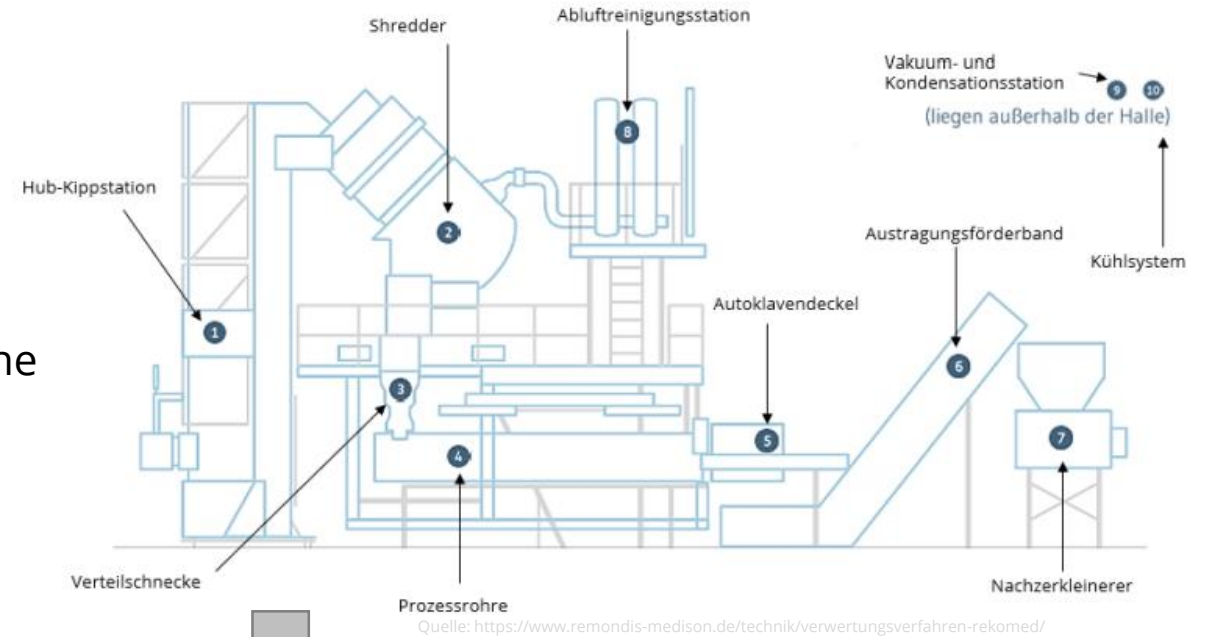 Abluftreinigungsstation
Shredder
Vakuum- und
Kondensationsstation
9 10
(liegen außerhalb der Halle)
8
Hub-Kippstation
2
Austragungsförderband
Kühlsystem
Autoklavendeckel
1
6
3
5
7
4
Verteilschnecke
Nachzerkleinerer
Prozessrohre
Quelle: https://www.remondis-medison.de/technik/verwertungsverfahren-rekomed/